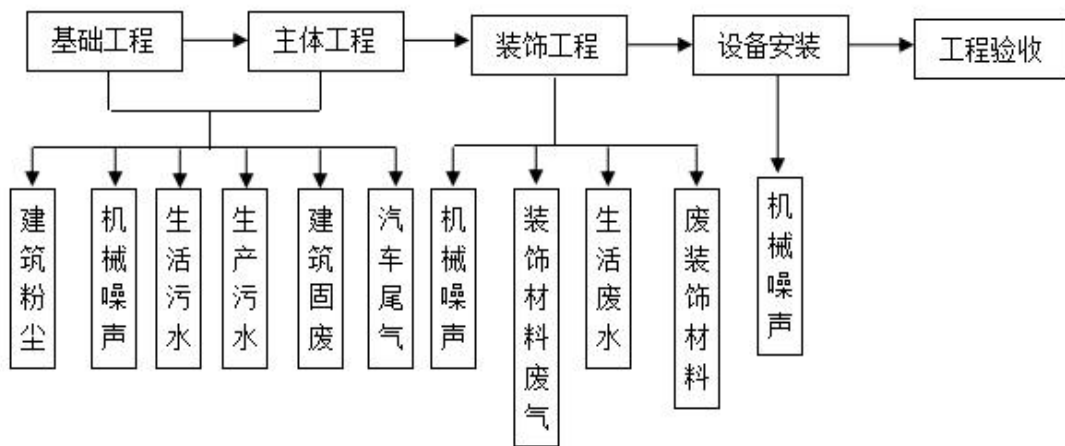 基础工程
主体工程
装饰工程
设备安装
工程验收
建筑粉尘
机械噪声
生活污水
生产污水
建筑固废
汽车尾气
机械噪声
装饰材料废气
生活废水
废装饰材料
机械噪声